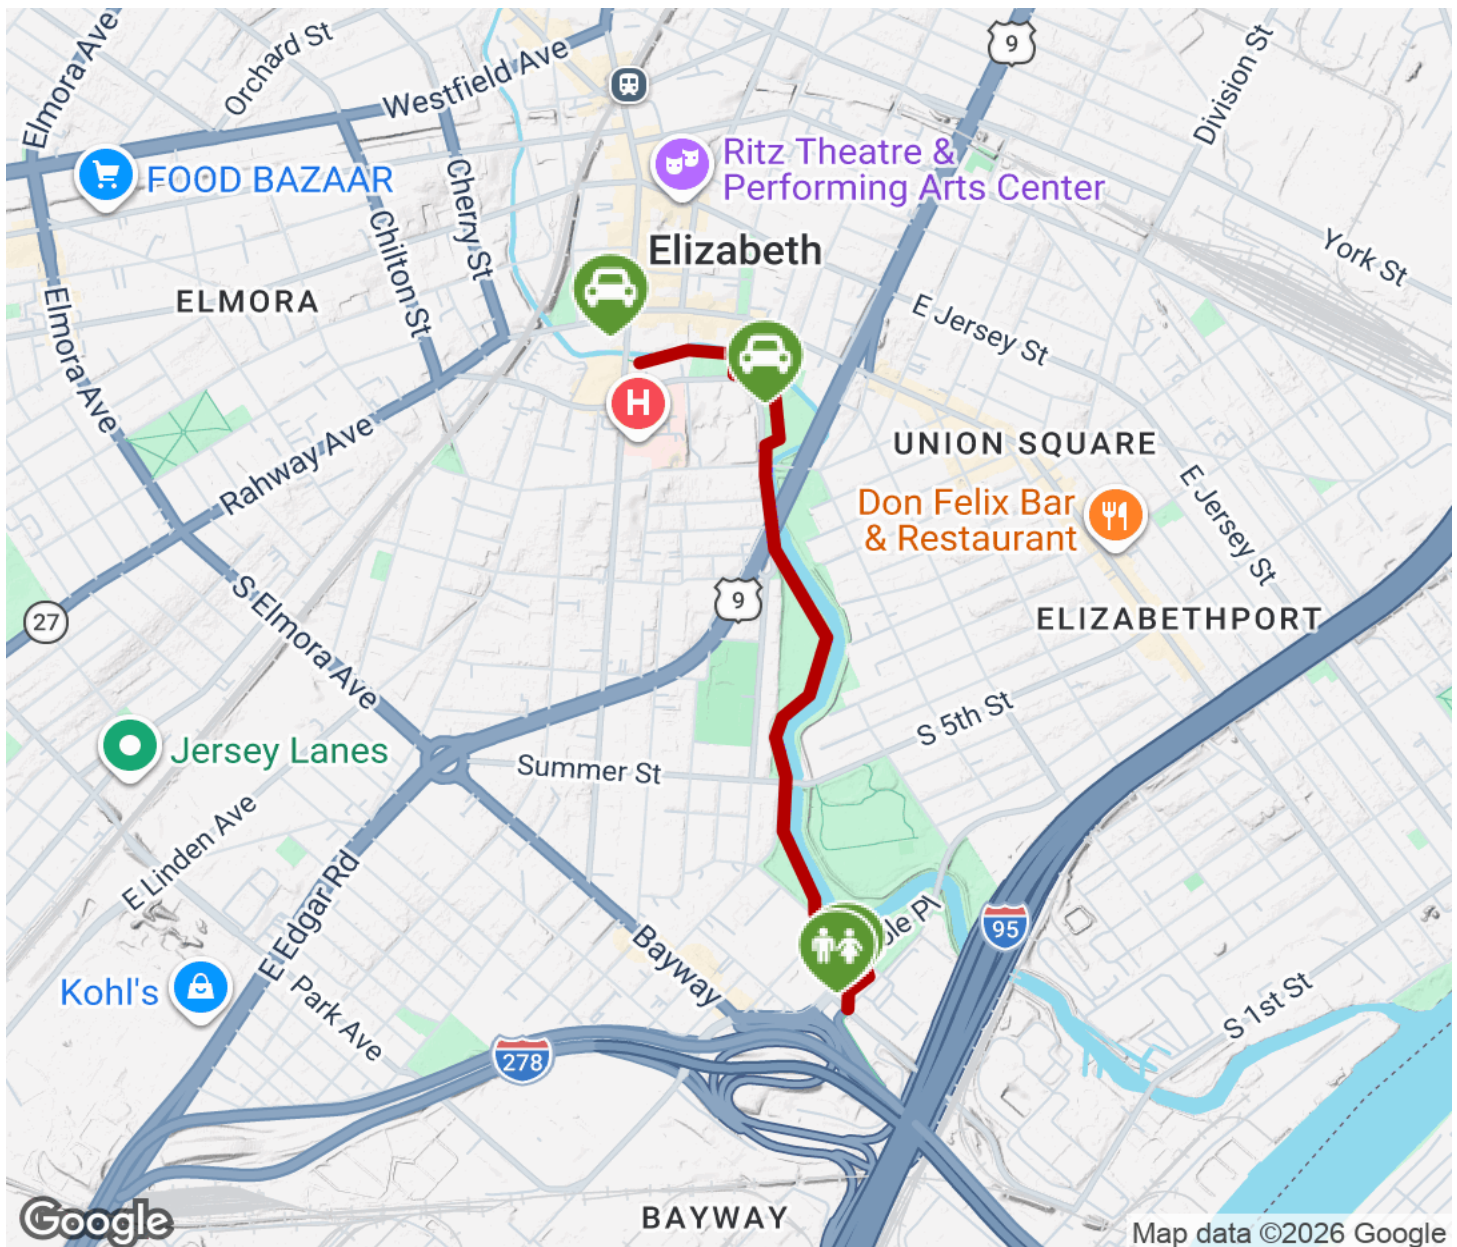 Elmora Ave
Orchard St
Westfield Ave
9
Division St
FOOD BAZAAR
Cherry St
Chilton St
Ritz Theatre &
Performing Arts Center
York St
Elizabeth
ELMORA
E Jersey St
Elmora Ave
H
UNION SQUARE
Rahway Ave
E Jersey St
Don Felix Bar
& Restaurant
9
27
S Elmora Ave
ELIZABETHPORT
S 5th St
Jersey Lanes
Summer St
E Linden Ave
E Edgar Rd
95
Bayway
Kohl's
Park Ave
S 1st St
278
BAYWAY
Google
Map data ©2026 Google